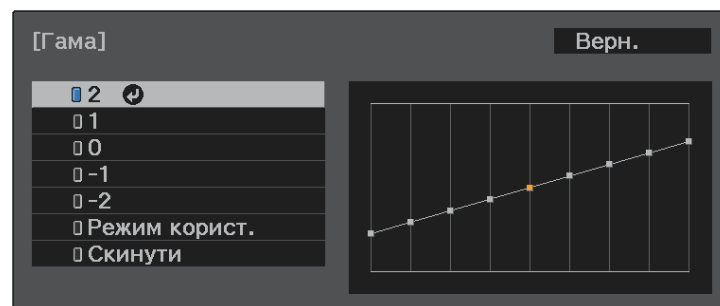 [Гама]
Верн.
2
1
0
-1
-2
Режим корист.
Скинути